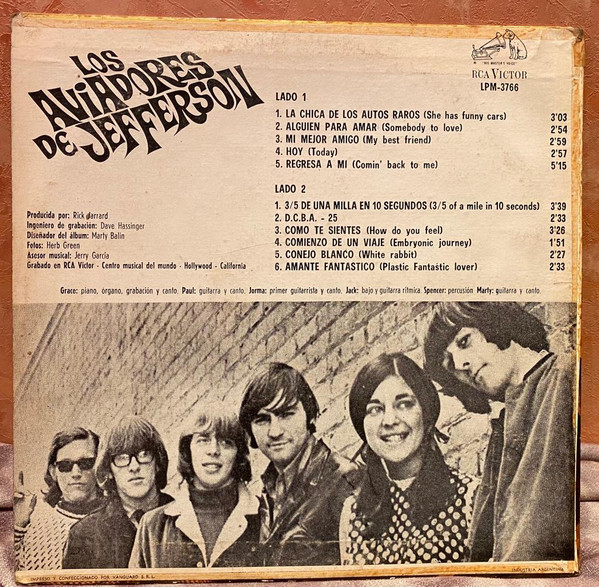 LOS
AVIADORES
DE JEFFERSON
"HIS MASTER'S VOICE"
RCA VICTOR
LPM-3766
LADO 1
1. LA CHICA DE LOS AUTOS RAROS (She has funny cars) 3'03
2. ALGUIEN PARA AMAR (Somebody to love) 2'54
3. MI MEJOR AMIGO (My best friend) 2'59
4. HOY (Today) 2'57
5. REGRESA A MI (Comin' back to me) 5'15
LADO 2
1. 3/5 DE UNA MILLA EN 10 SEGUNDOS (3/5 of a mile in 10 seconds) 3'39
2. D.C.B.A. - 25 2'33
3. COMO TE SIENTES (How do you feel) 3'26
4. COMIENZO DE UN VIAJE (Embryonic journey) 1'51
5. CONEJO BLANCO (White rabbit) 2'27
6. AMANTE FANTASTICO (Plastic Fantastic lover) 2'33
Producida por: Rick Jarrard
Ingeniero de grabación: Dave Hassinger
Diseñador del álbum: Marty Balin
Fotos: Herb Green
Asesor musical: Jerry García
Grabado en RCA Víctor - Centro musical del mundo - Hollywood - California
Grace: piano, órgano, grabación y canto. Paul: guitarra y canto. Jorma: primer guitarrista y canto. Jack: bajo y guitarra rítmica. Spencer: percusión. Marty: guitarra y canto.
IMPRESO Y CONFECCIONADO POR VANGUARD S. R. L.
INDUSTRIA ARGENTINA